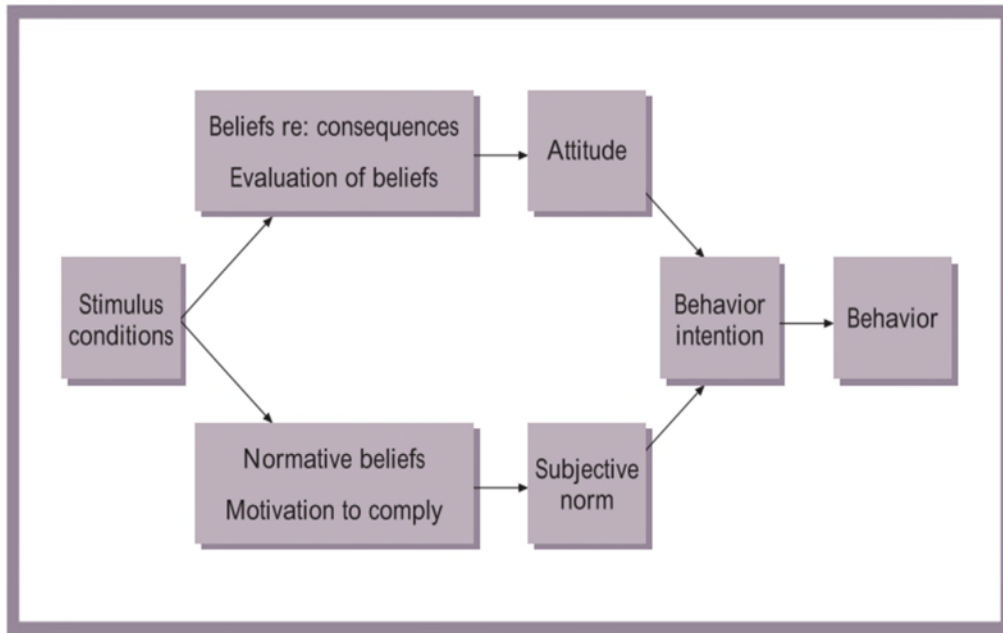 Beliefs re: consequences
Evaluation of beliefs
Attitude
Stimulus
conditions
Behavior
intention
Behavior
Normative beliefs
Motivation to comply
Subjective
norm